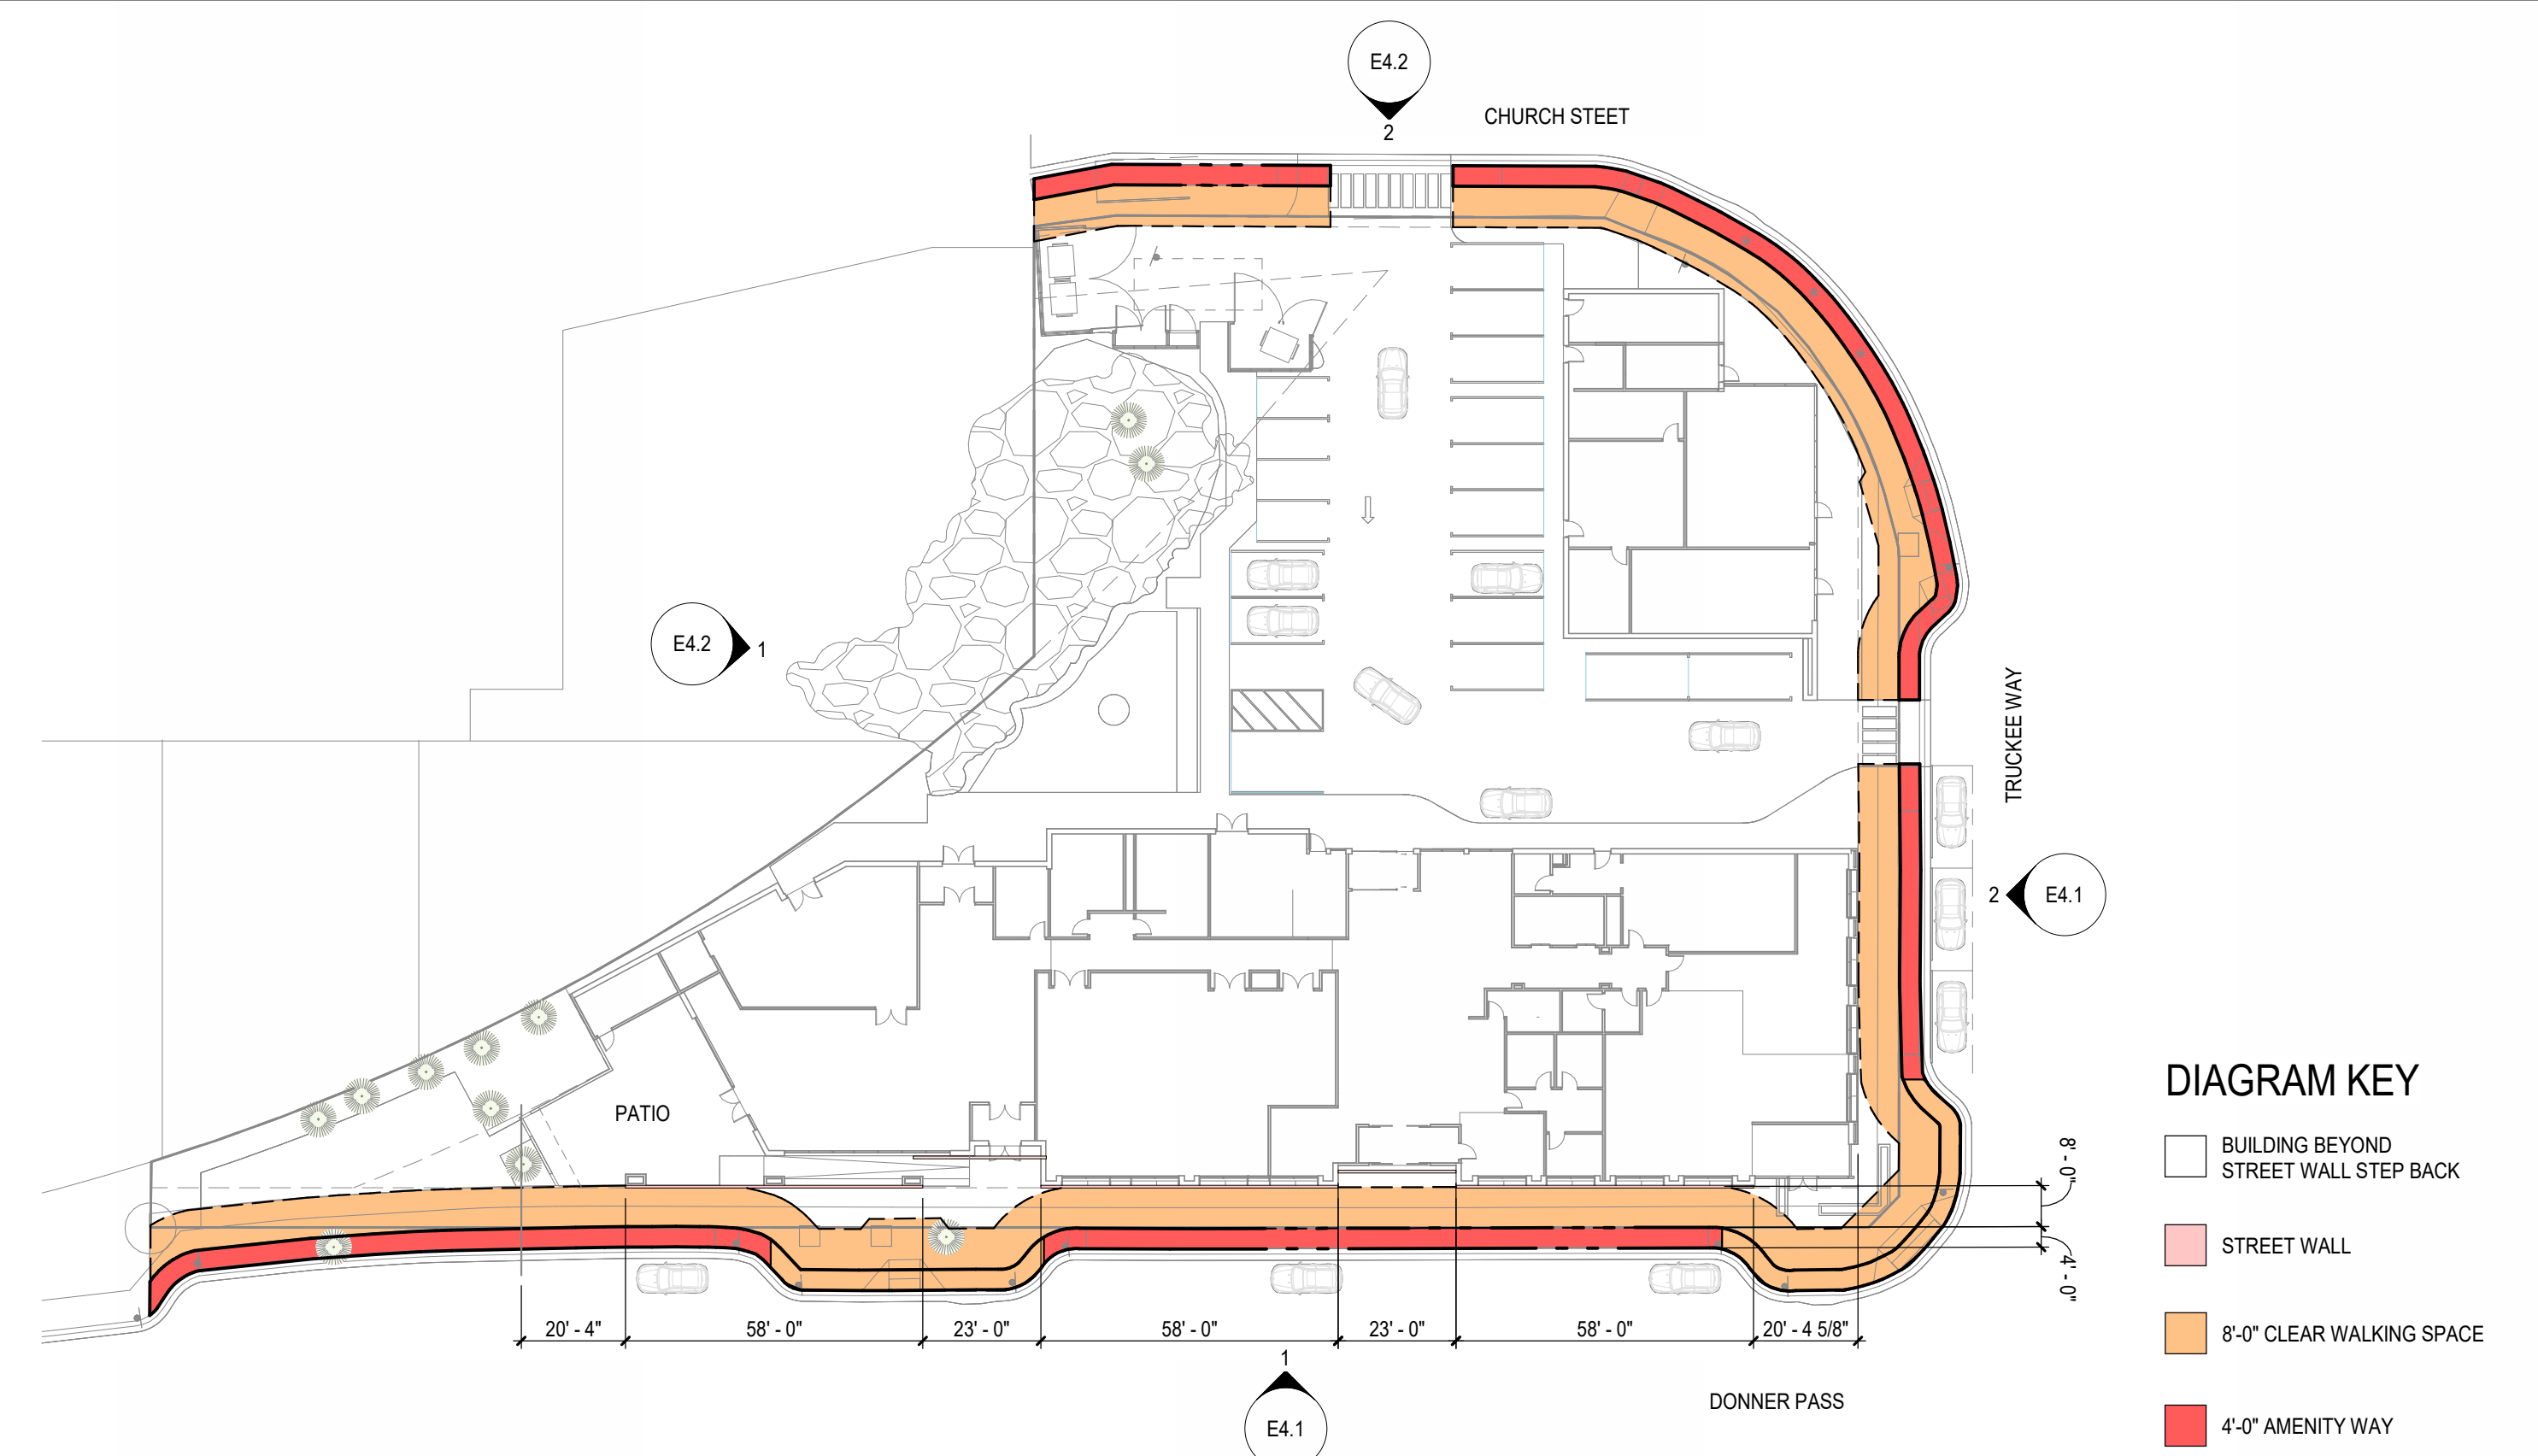 E4.2
2
CHURCH STEET
E4.2
1
TRUCKEE WAY
2
E4.1
PATIO
DIAGRAM KEY
BUILDING BEYOND
STREET WALL STEP BACK
STREET WALL
8'-0" CLEAR WALKING SPACE
4'-0" AMENITY WAY
8' - 0"
4' - 0"
20' - 4"
58' - 0"
23' - 0"
58' - 0"
23' - 0"
58' - 0"
20' - 4 5/8"
1
E4.1
DONNER PASS